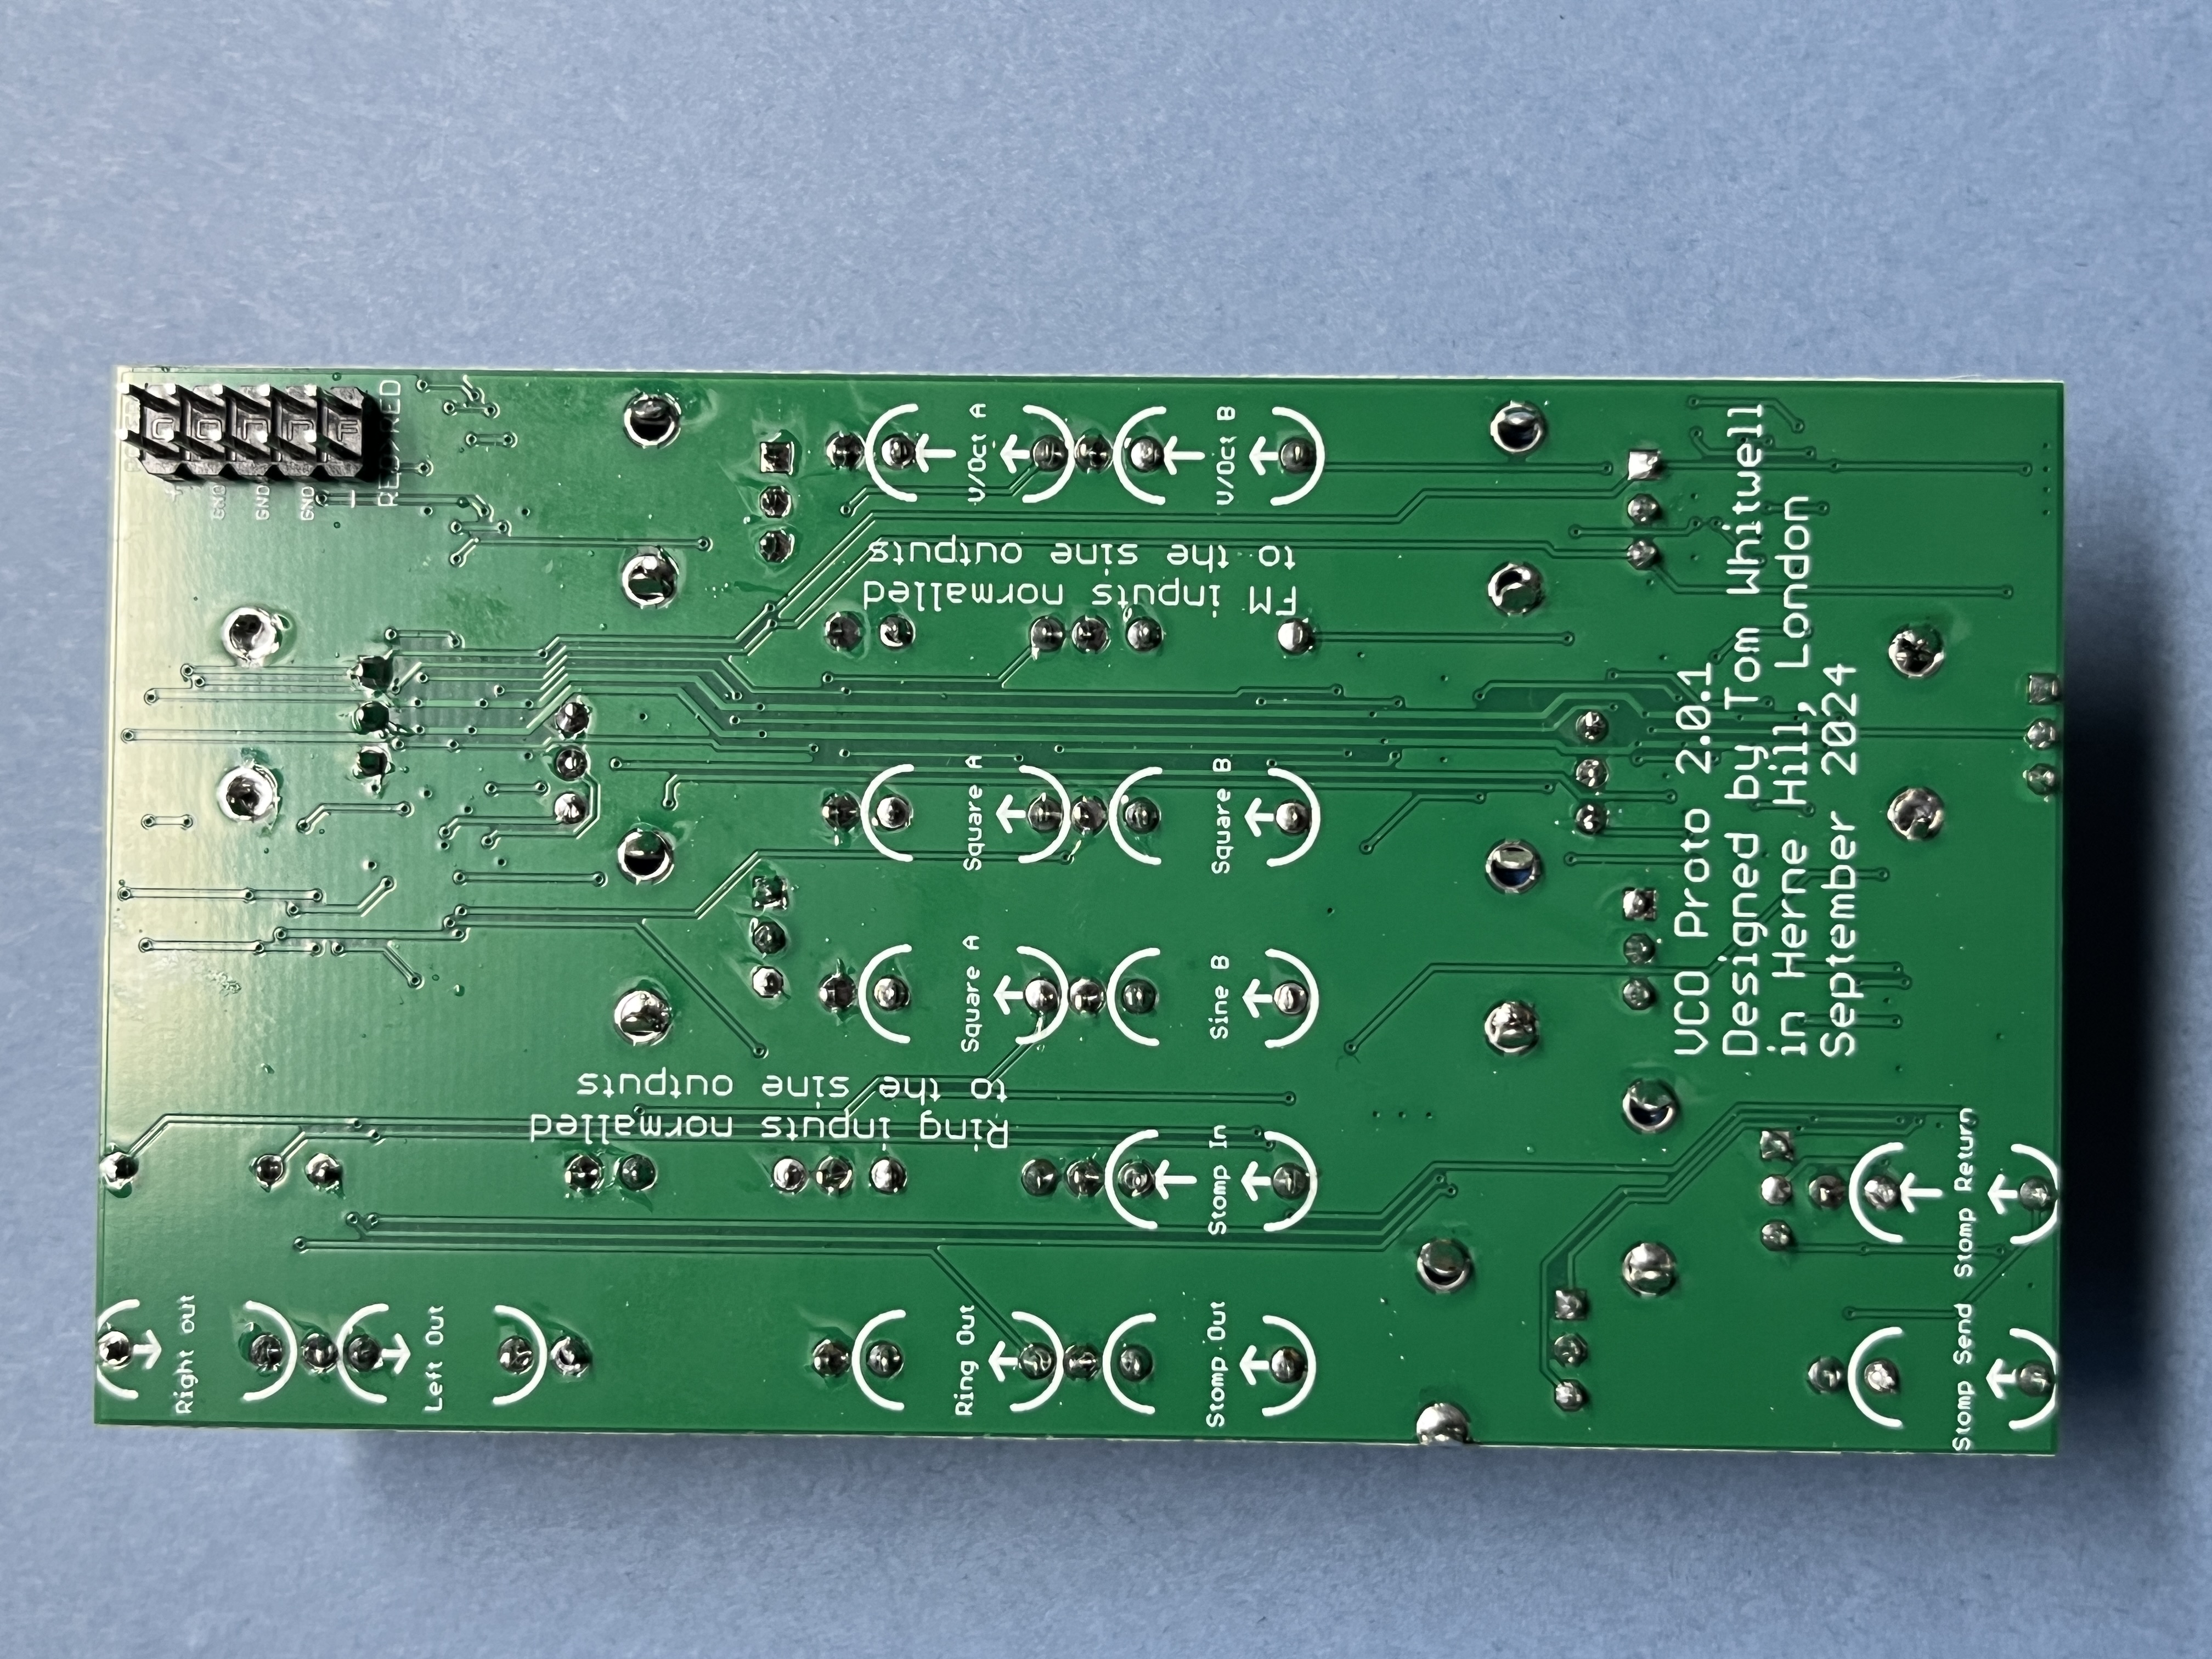 Right out
+
GND
GND
GND
-
RED>RED
Left Out
Ring inputs normalled
to the sine outputs
Ring Out
Square A
Square A
V/Oct A
FM inputs normalled
to the sine outputs
Stomp Out
Stomp In
Sine B
Square B
V/Oct B
VCO Proto 2.0.1
Designed by Tom Whitwell
in Herne Hill, London
September 2024
Stomp Send
Stomp Return